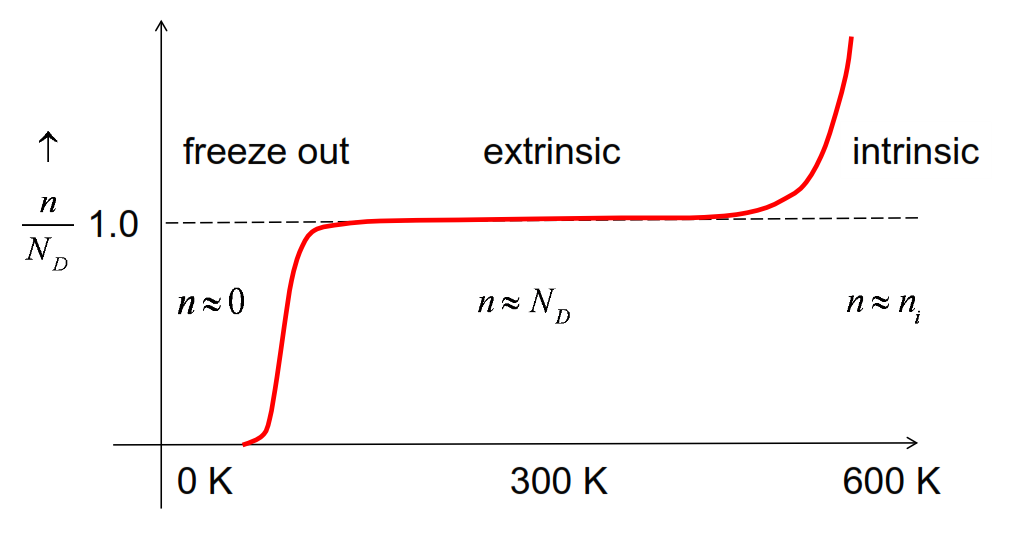 freeze out extrinsic intrinsic
↑
n
N_D
1.0
n ≈ 0 n ≈ N_D n ≈ n_i
0 K 300 K 600 K